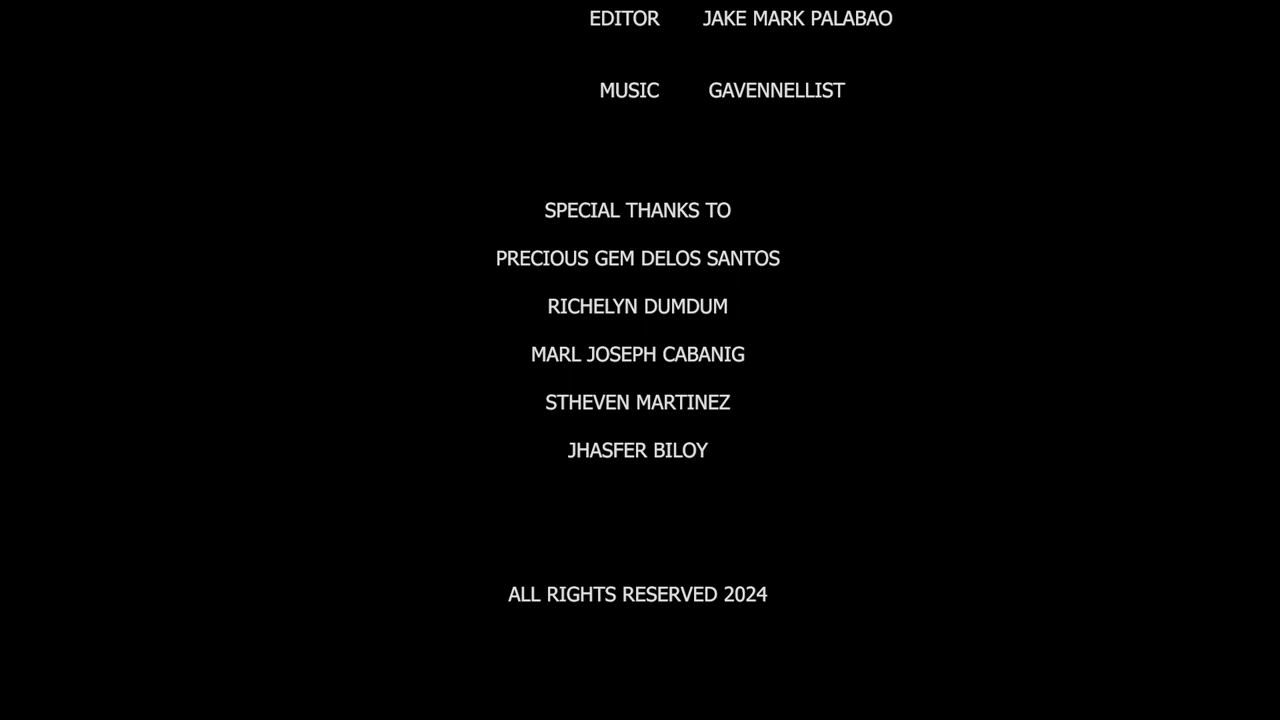 EDITOR JAKE MARK PALABAO
MUSIC GAVENNELLIST
SPECIAL THANKS TO
PRECIOUS GEM DELOS SANTOS
RICHELYN DUMDUM
MARL JOSEPH CABANIG
STHEVEN MARTINEZ
JHASFER BILOY
ALL RIGHTS RESERVED 2024